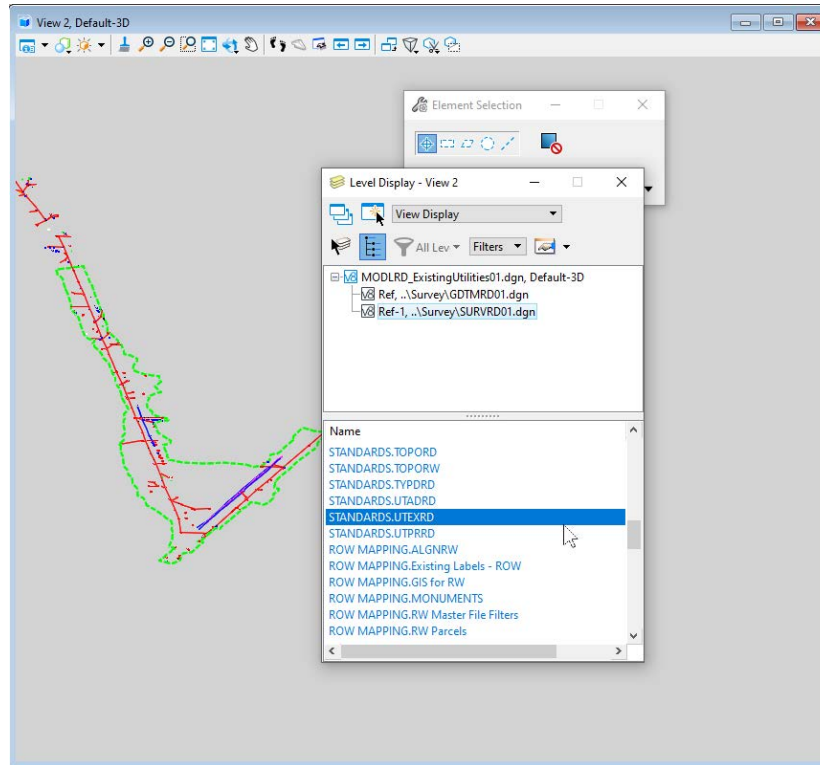 View 2, Default-3D
Element Selection
Level Display - View 2
View Display
All Lev
Filters
MODLRD_ExistingUtilities01.dgn, Default-3D
Ref, ..\Survey\GDTMRD01.dgn
Ref-1, ..\Survey\SURVRD01.dgn
Name
STANDARDS.TOPORD
STANDARDS.TOPORW
STANDARDS.TYPDRD
STANDARDS.UTADRD
STANDARDS.UTEXRD
STANDARDS.UTPRRD
ROW MAPPING.ALGNRW
ROW MAPPING.Existing Labels - ROW
ROW MAPPING.GIS for RW
ROW MAPPING.MONUMENTS
ROW MAPPING.RW Master File Filters
ROW MAPPING.RW Parcels